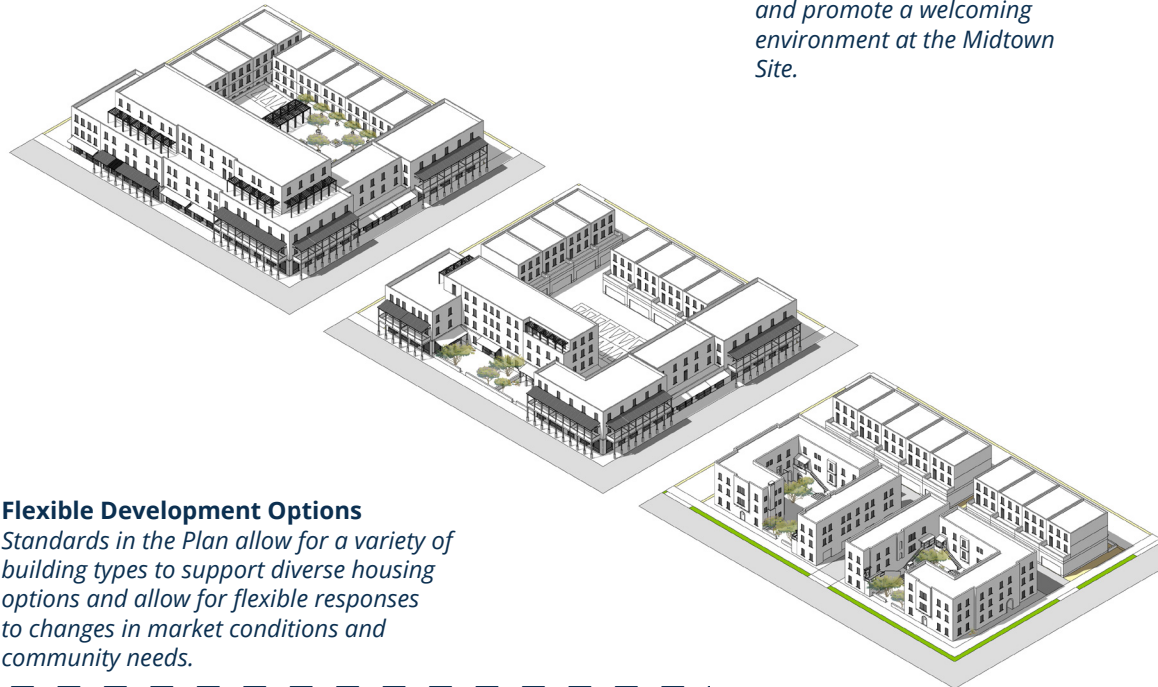 and promote a welcoming
environment at the Midtown
Site.
Flexible Development Options
Standards in the Plan allow for a variety of
building types to support diverse housing
options and allow for flexible responses
to changes in market conditions and
community needs.